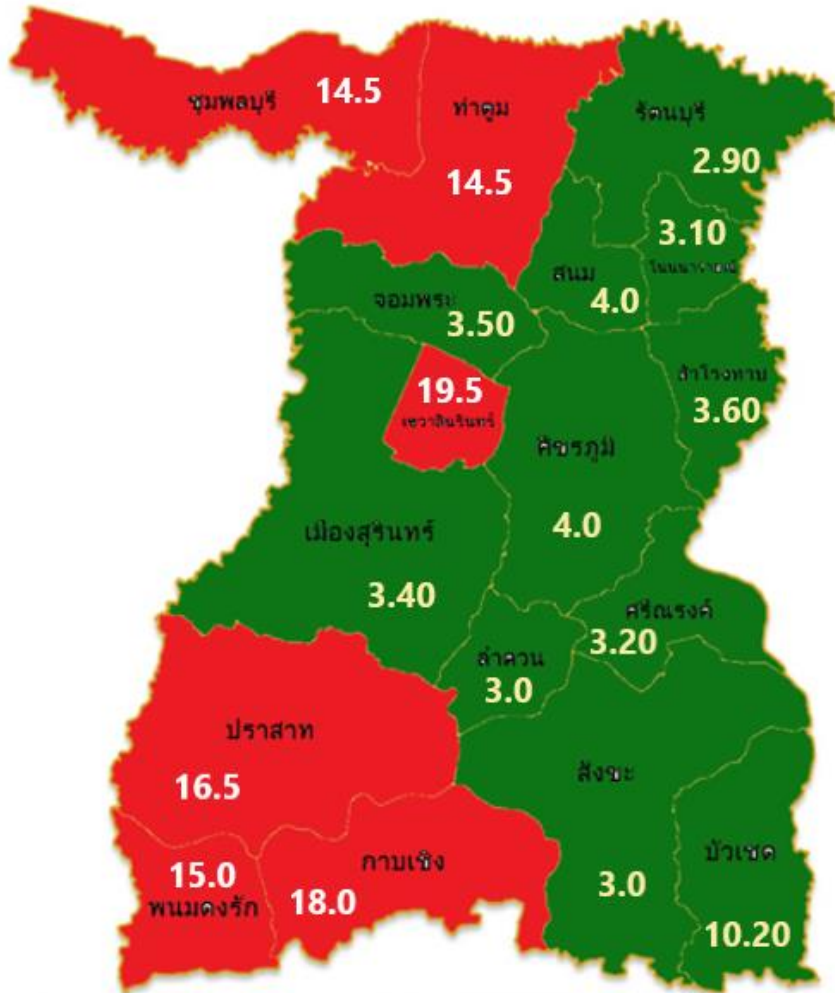 ชุมพลบุรี 14.5
ท่าตูม
14.5
รัตนบุรี
2.90
3.10
โนนนารายณ์
สนม
4.0
จอมพระ
3.50
สำโรงทาบ
3.60
19.5
เขวาสินรินทร์
ศีขรภูมิ
4.0
เมืองสุรินทร์
3.40
ศรีณรงค์
3.20
ลำดวน
3.0
ปราสาท
16.5
สังขะ
3.0
บัวเชด
10.20
กาบเชิง
18.0
15.0
พนมดงรัก